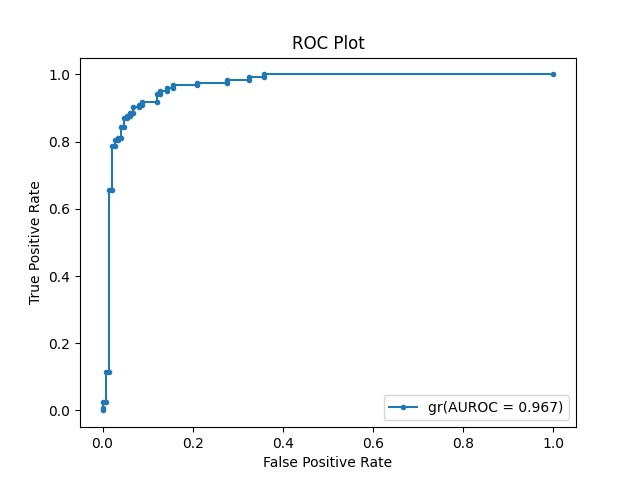 ROC Plot
True Positive Rate
1.0
0.8
0.6
0.4
0.2
0.0
gr(AUROC = 0.967)
0.0 0.2 0.4 0.6 0.8 1.0
False Positive Rate